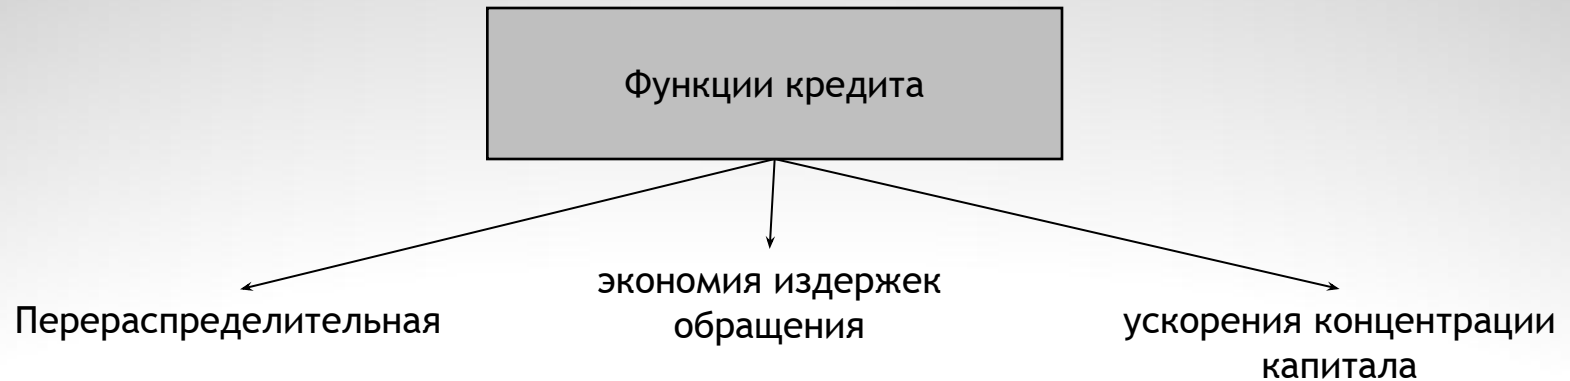 Функции кредита
Перераспределительная
экономия издержек
обращения
ускорения концентрации
капитала